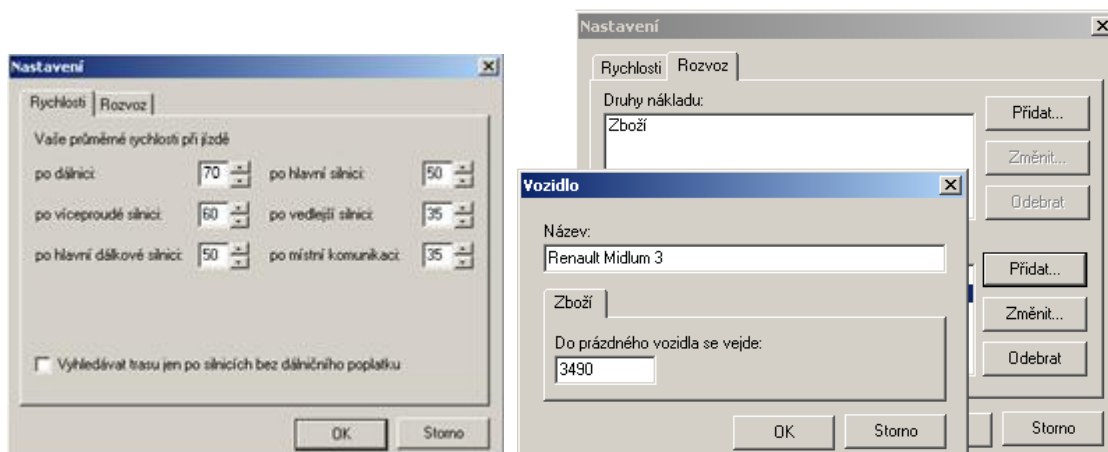 Nastavení
Rychlosti Rozvoz
Vaše průměrné rychlosti při jízdě
po dálnici: 70 po hlavní silnici: 50
po víceproudé silnici: 60 po vedlejší silnici: 35
po hlavní dálkové silnici: 50 po místní komunikaci: 35
Vyhledávat trasu jen po silnicích bez dálničního poplatku
OK Storno
Nastavení
Rychlosti Rozvoz
Druhy nákladu:
Zboží
Přidat...
Změnit...
Odebrat
Přidat...
Změnit...
Odebrat
Storno
Vozidlo
Název:
Renault Midlum 3
Zboží
Do prázdného vozidla se vejde:
3490
OK Storno